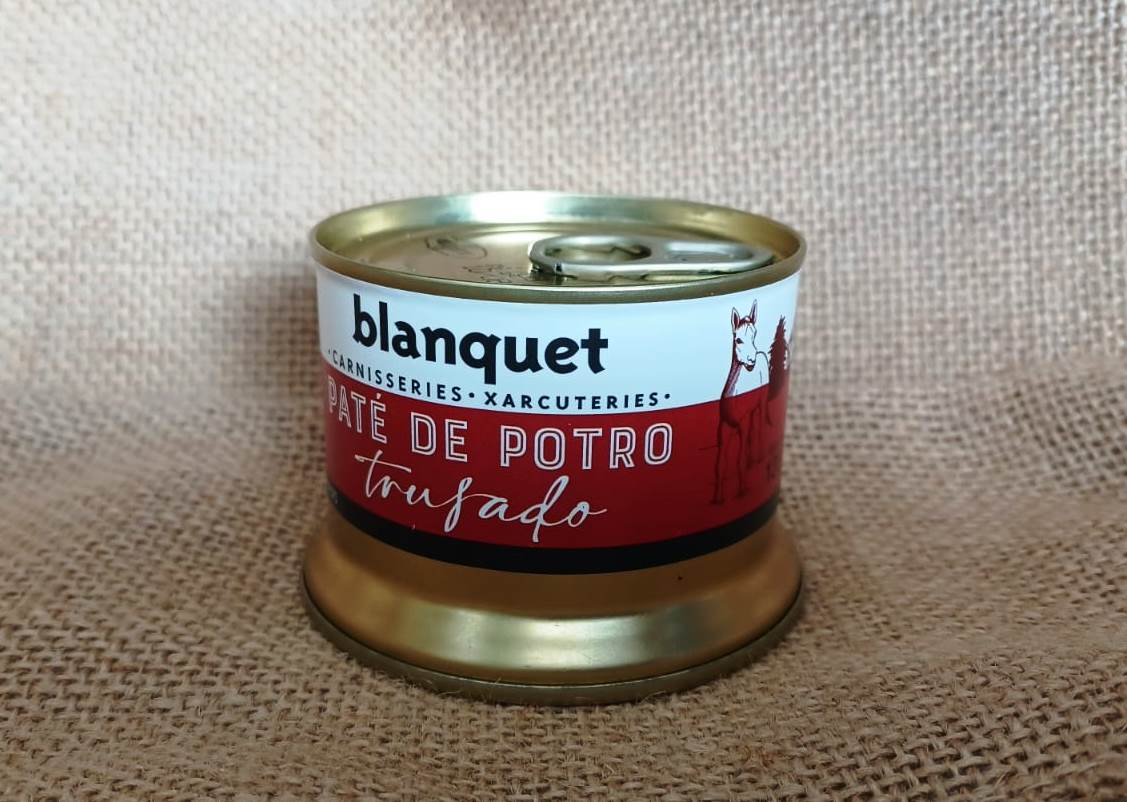 blanquet
·CARNISSERIES·XARCUTERIES·
PATÉ DE POTRO
trufado